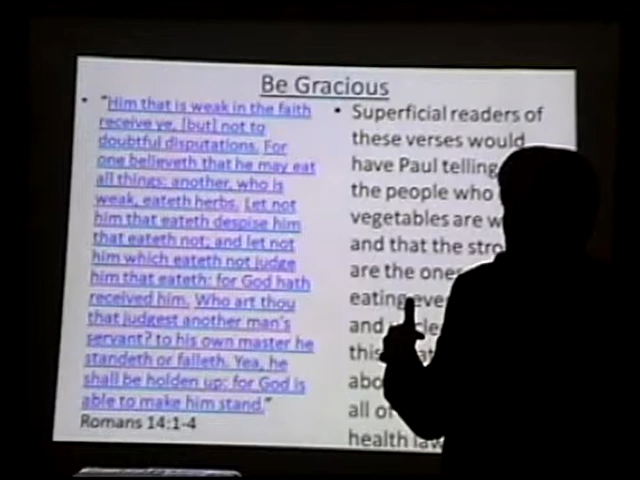 Be Gracious
• "Him that is weak in the faith
receive ye, [but] not to
doubtful disputations. For
one believeth that he may eat
all things: another, who is
weak, eateth herbs. Let not
him that eateth despise him
that eateth not; and let not
him which eateth not judge
him that eateth: for God hath
received him. Who art thou
that judgest another man's
servant? to his own master he
standeth or falleth. Yea, he
shall be holden up: for God is
able to make him stand."
Romans 14:1-4
• Superficial readers of
these verses would
have Paul telling
the people who
vegetables are w
and that the stro
are the ones
eating eve
and
this
abo
all of
health law